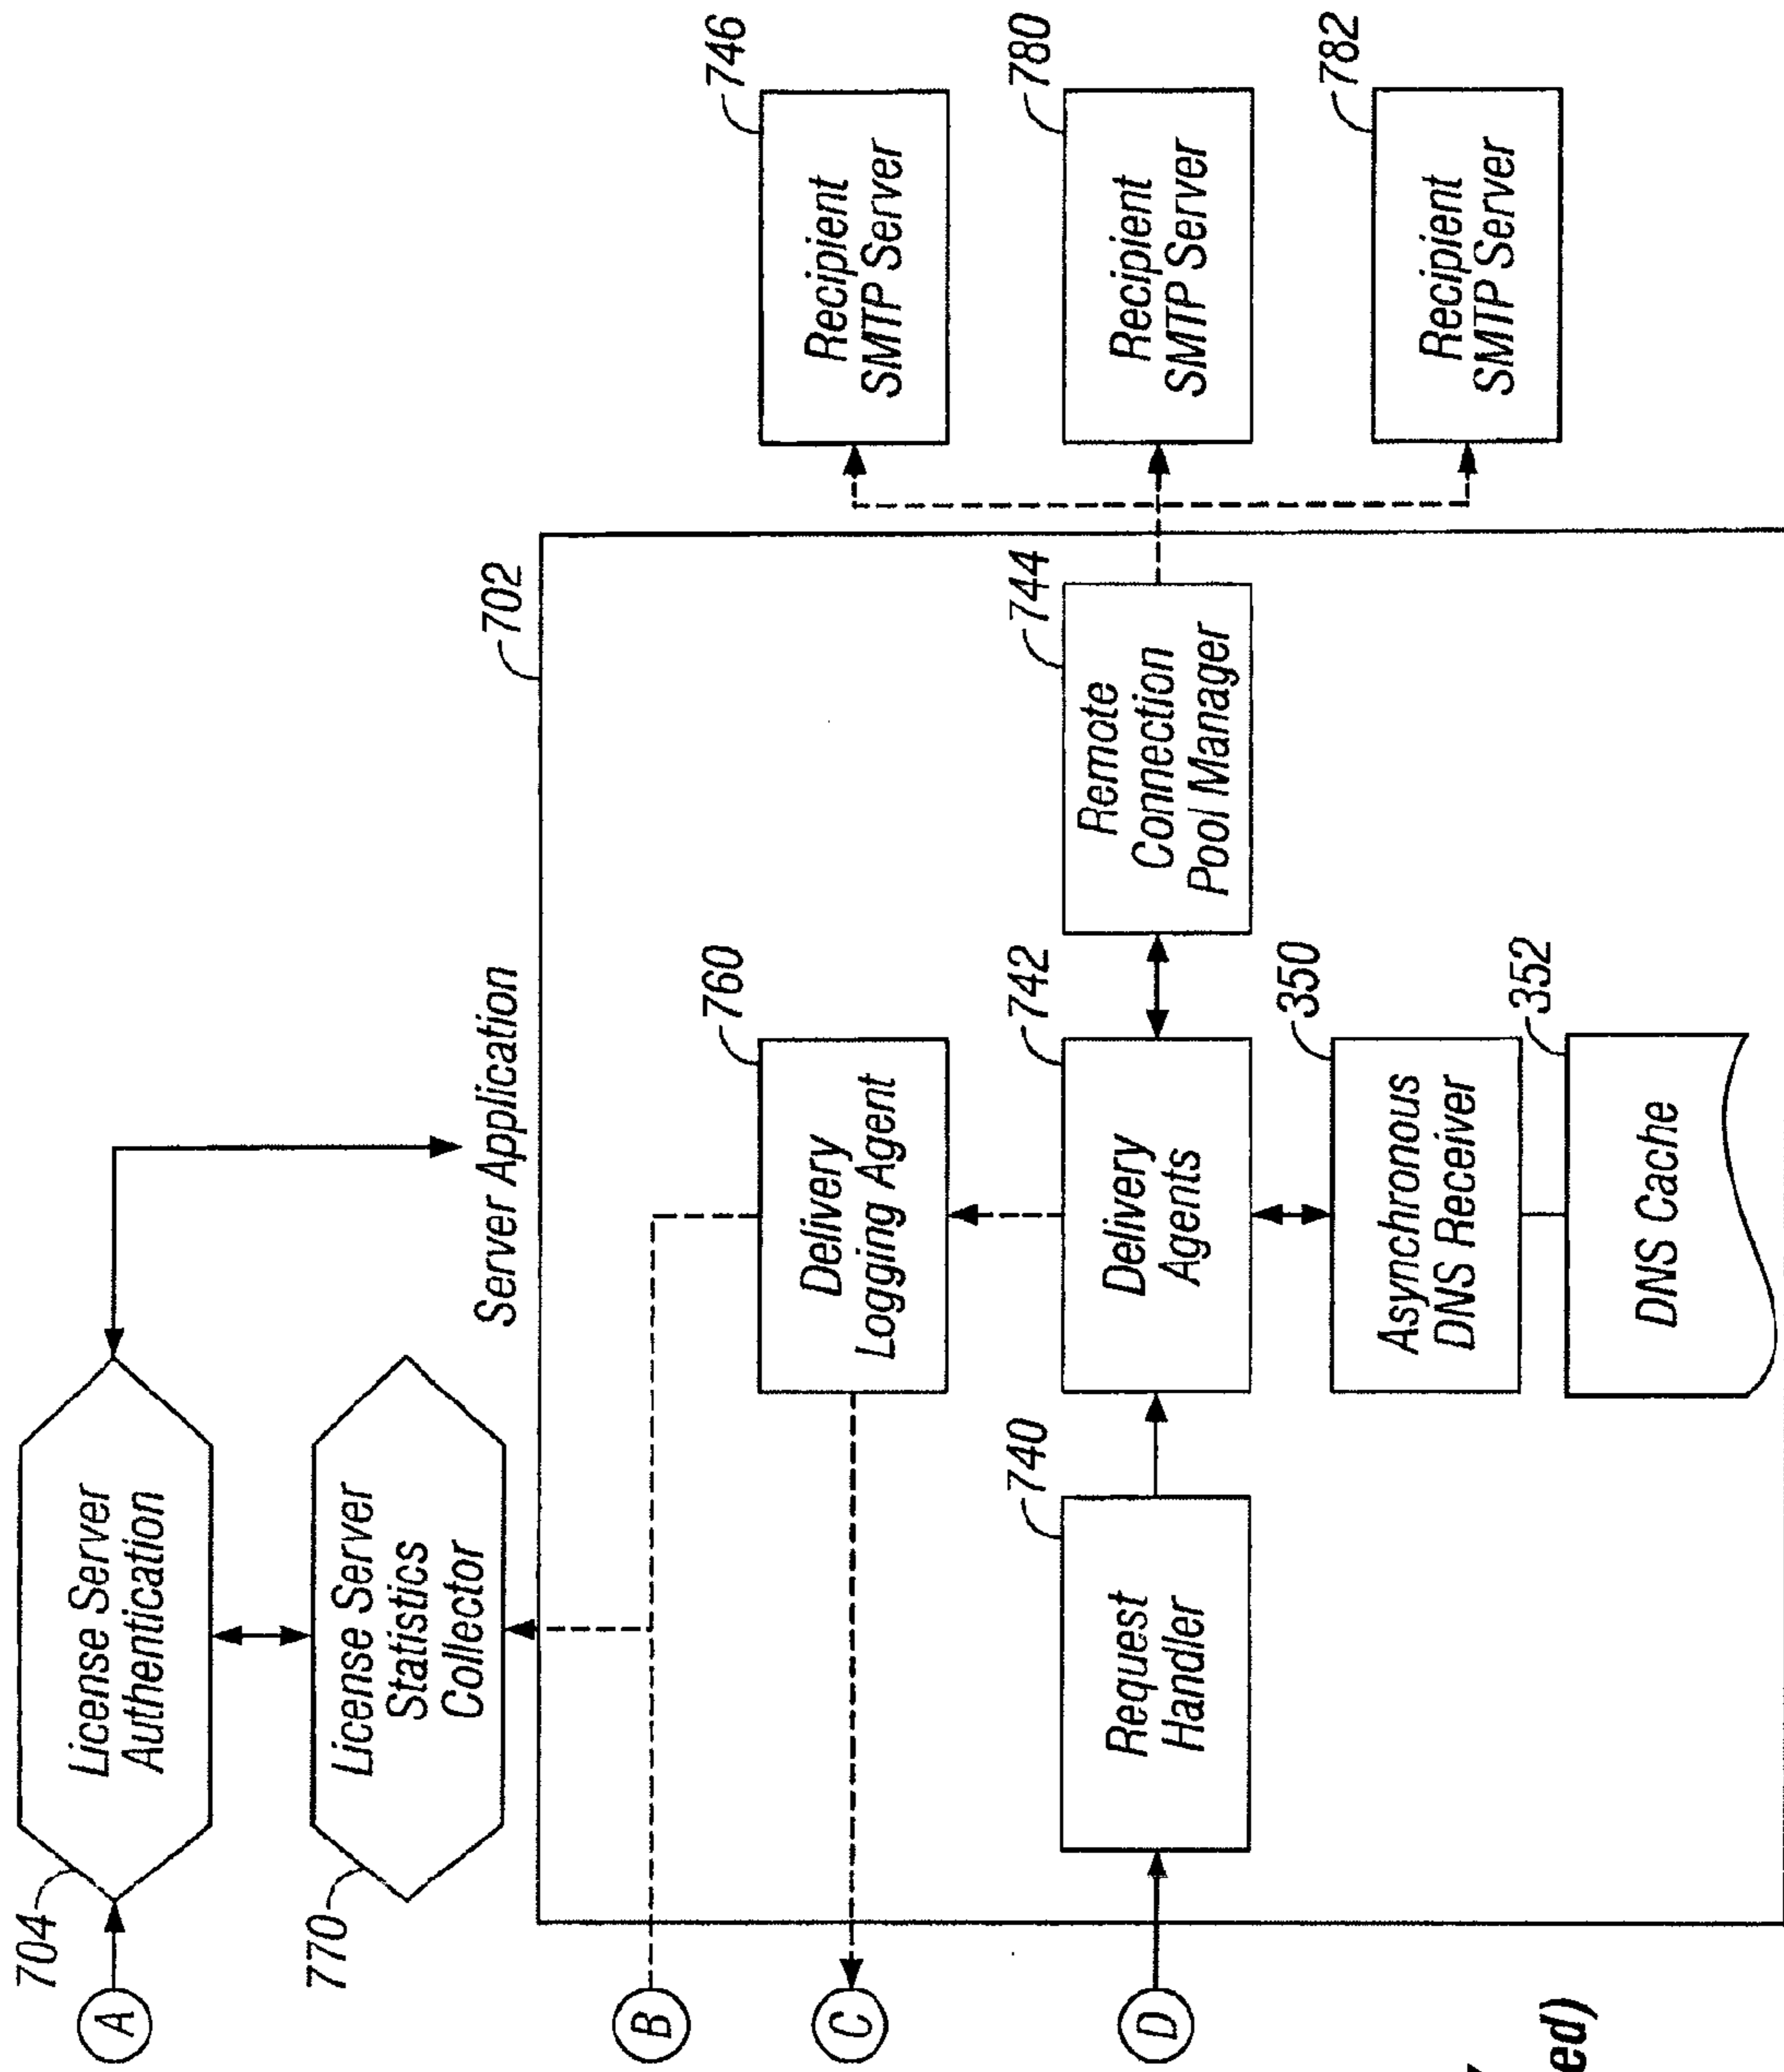 A
704
License Server
Authentication
770
License Server
Statistics
Collector
Server Application
702
B
C
D
760
Delivery
Logging Agent
740
Request
Handler
742
Delivery
Agents
744
Remote
Connection
Pool Manager
350
Asynchronous
DNS Receiver
352
DNS Cache
746
Recipient
SMTP Server
780
Recipient
SMTP Server
782
Recipient
SMTP Server